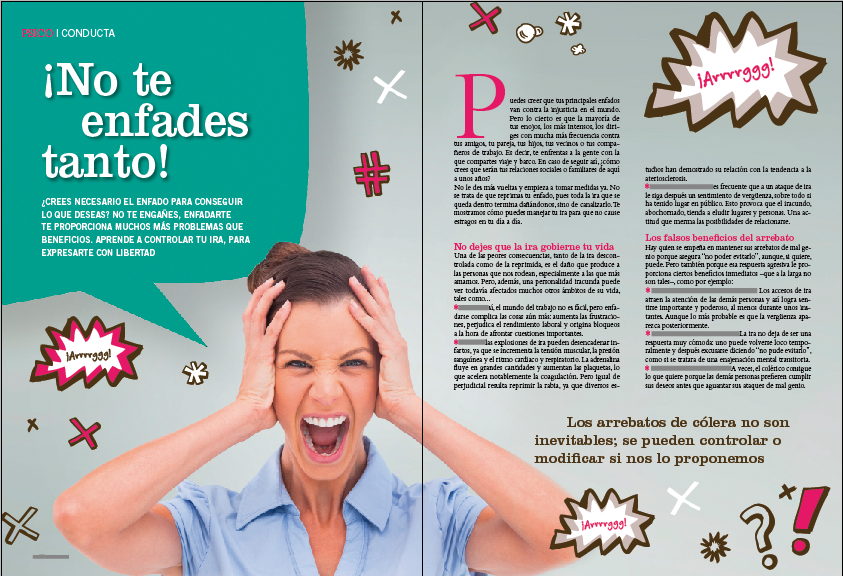 | CONDUCTA
¡No te
enfades
tanto!
¿CREES NECESARIO EL ENFADO PARA CONSEGUIR
LO QUE DESEAS? NO TE ENGAÑES, ENFADARTE
TE PROPORCIONA MUCHOS MÁS PROBLEMAS QUE
BENEFICIOS. APRENDE A CONTROLAR TU IRA, PARA
EXPRESARTE CON LIBERTAD
¡Arrrrggg!
Puedes creer que tus principales enfados
van contra la injusticia en el mundo.
Pero lo cierto es que la mayoría de
tus enojos, los más intensos, los diri-
ges con mucha más frecuencia contra
tus amigos, tu pareja, tus hijos, tus vecinos o tus compa-
ñeros de trabajo. Es decir, te enfrentas a la gente con la
que compartes viaje y barco. En caso de seguir así, ¿cómo
crees que serán tus relaciones sociales o familiares de aquí
a unos años?
No le des más vueltas y empieza a tomar medidas ya. No
se trata de que reprimas tu enfado, pues toda la ira que se
queda dentro termina dañándonos, sino de canalizarlo. Te
mostramos cómo puedes manejar tu ira para que no cause
estragos en tu día a día.
No dejes que la ira gobierne tu vida
Una de las peores consecuencias, tanto de la ira descon-
trolada como de la reprimida, es el daño que produce a
las personas que nos rodean, especialmente a las que más
amamos. Pero, además, una personalidad iracunda puede
ver todavía afectados muchos otros ámbitos de su vida,
tales como...
*sí, el mundo del trabajo no es fácil, pero enfa-
darse complica las cosas aún más: aumenta las frustracio-
nes, perjudica el rendimiento laboral y origina bloqueos
a la hora de afrontar cuestiones importantes.
*las explosiones de ira pueden desencadenar in-
fartos, ya que se incrementa la tensión muscular, la presión
sanguínea y el ritmo cardíaco y respiratorio. La adrenalina
fluye en grandes cantidades y aumentan las plaquetas, lo
que acelera notablemente la coagulación. Pero igual de
perjudicial resulta reprimir la rabia, ya que diversos es-
¡Arrrrggg!
tudios han demostrado su relación con la tendencia a la
aterosclerosis.
*es frecuente que a un ataque de ira
le siga después un sentimiento de vergüenza, sobre todo si
ha tenido lugar en público. Esto provoca que el iracundo,
abochornado, tienda a eludir lugares y personas. Una ac-
titud que merma las posibilidades de relacionarse.
Los falsos beneficios del arrebato
Hay quien se empeña en mantener sus arrebatos de mal ge-
nio porque asegura "no poder evitarlo", aunque, si quiere,
puede. Pero también porque esa respuesta agresiva le pro-
porciona ciertos beneficios inmediatos –que a la larga no
son tales–, como por ejemplo:
* Los accesos de ira
atraen la atención de las demás personas y así logra sen-
tirse importante y poderoso, al menos durante unos ins-
tantes. Aunque lo más probable es que la vergüenza apa-
rezca posteriormente.
*La ira no deja de ser una
respuesta muy cómoda: uno puede volverse loco tempo-
ralmente y después excusarse diciendo "no pude evitarlo",
como si se tratara de una enajenación mental transitoria.
*A veces, el colérico consigue
lo que quiere porque las demás personas prefieren cumplir
sus deseos antes que aguantar sus ataques de mal genio.
Los arrebatos de cólera no son
inevitables; se pueden controlar o
modificar si nos lo proponemos
¡Arrrrggg!
?!